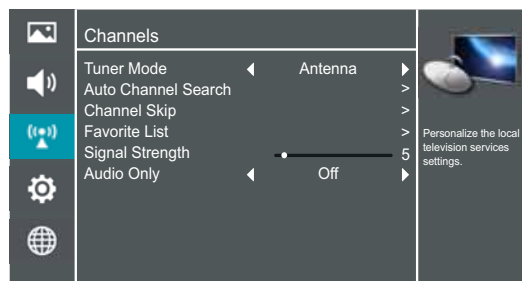 Channels
Tuner Mode Antenna
Auto Channel Search >
Channel Skip >
Favorite List >
Signal Strength 5
Audio Only Off
Personalize the local
television services
settings.